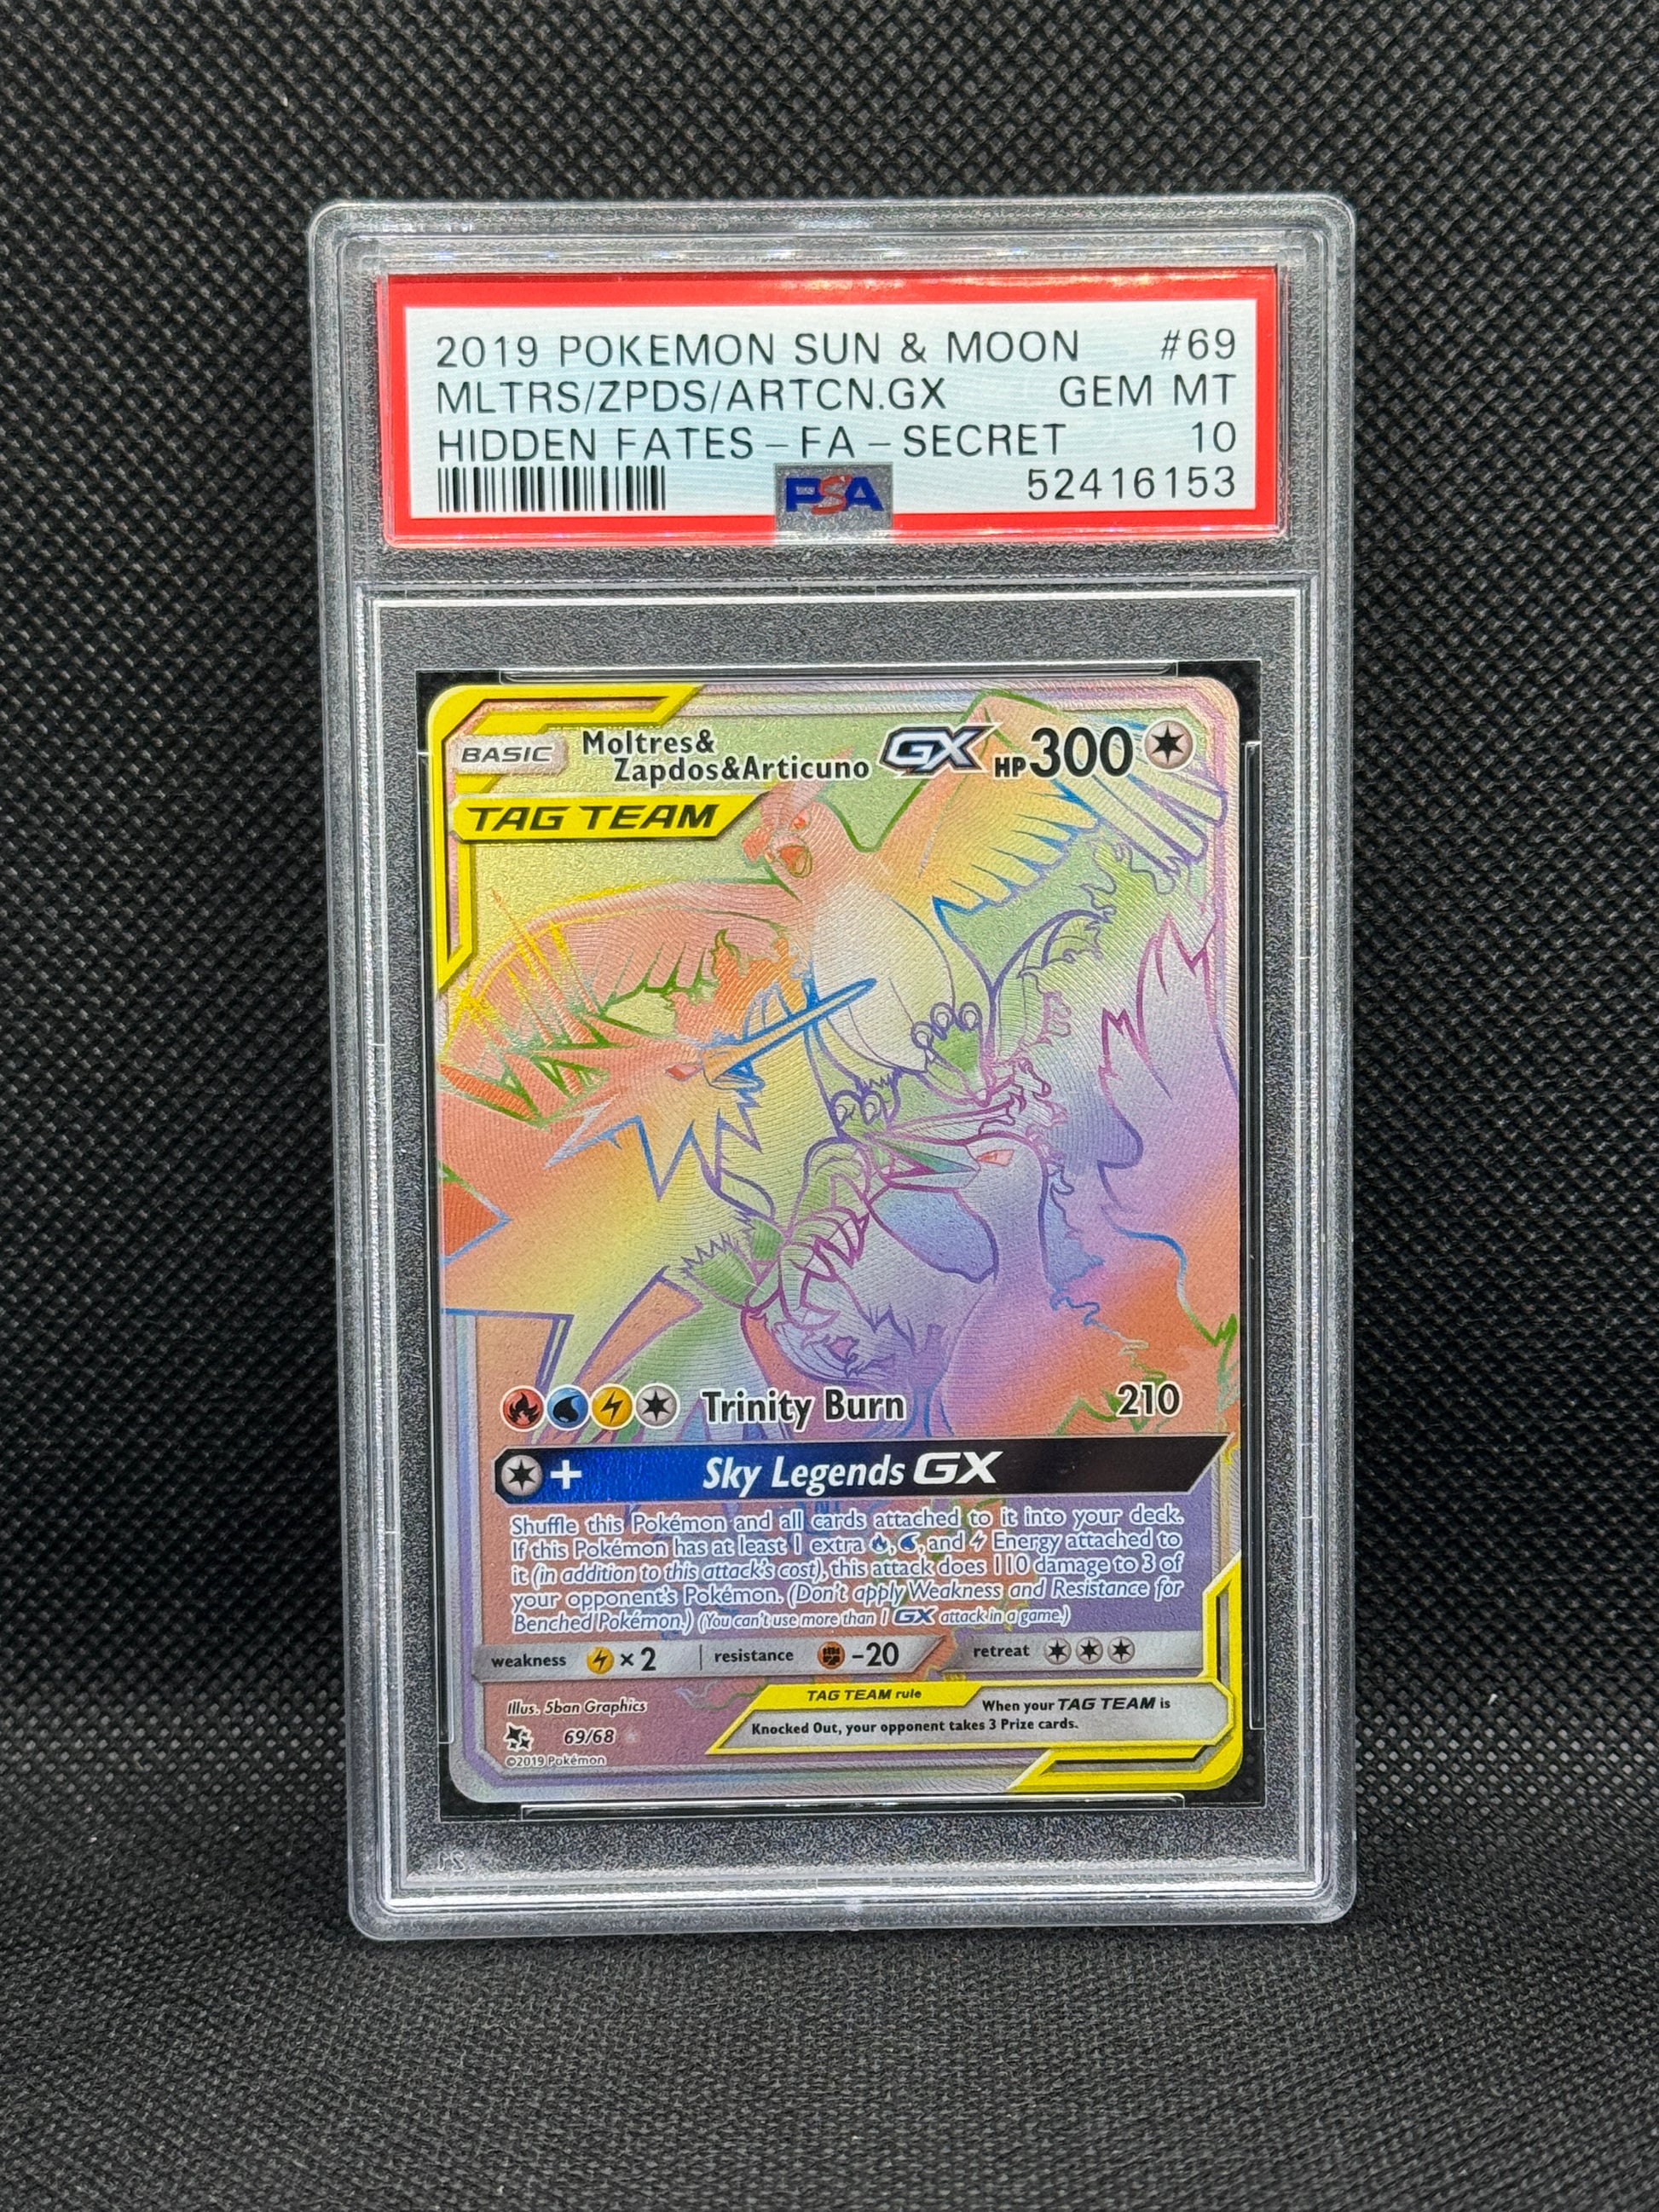 2019 POKEMON SUN & MOON #69
MLTRS/ZPDS/ARTCN.GX GEM MT
HIDDEN FATES – FA – SECRET 10
PSA 52416153
BASIC Moltres&
Zapdos&Articuno GX HP300
TAG TEAM
Trinity Burn 210
+ Sky Legends GX
Shuffle this Pokémon and all cards attached to it into your deck.
If this Pokémon has at least 1 extra , , and Energy attached to
it (in addition to this attack's cost), this attack does 110 damage to 3 of
your opponent's Pokémon. (Don't apply Weakness and Resistance for
Benched Pokémon.) (You can't use more than 1 GX attack in a game.)
weakness ×2 resistance -20 retreat
Illus. 5ban Graphics
TAG TEAM rule When your TAG TEAM is
Knocked Out, your opponent takes 3 Prize cards.
69/68
©2019 Pokémon